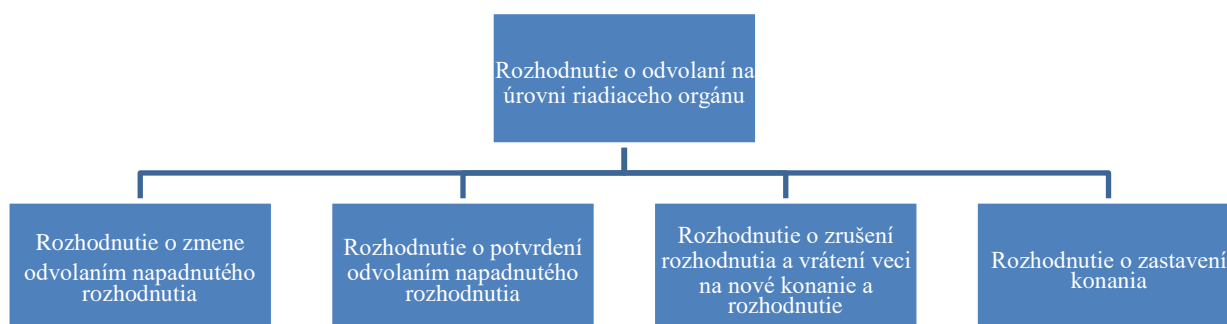 Rozhodnutie o odvolaní na
úrovni riadiaceho orgánu
Rozhodnutie o zmene
odvolaním napadnutého
rozhodnutia
Rozhodnutie o potvrdení
odvolaním napadnutého
rozhodnutia
Rozhodnutie o zrušení
rozhodnutia a vrátení veci
na nové konanie a
rozhodnutie
Rozhodnutie o zastavení
konania